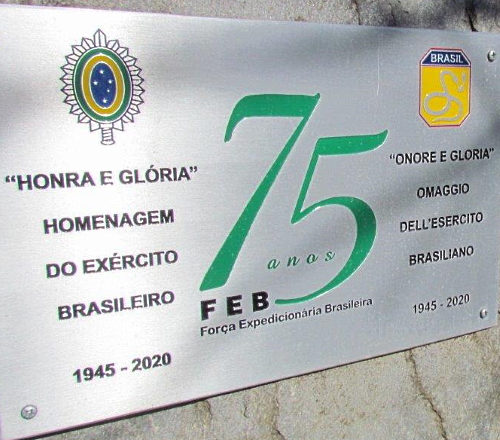 “HONRA E GLÓRIA”
HOMENAGEM
DO EXÉRCITO
BRASILEIRO
1945 - 2020
75
anos
FEB
Força Expedicionária Brasileira
BRASIL
“ONORE E GLORIA”
OMAGGIO
DELL'ESERCITO
BRASILIANO
1945 - 2020